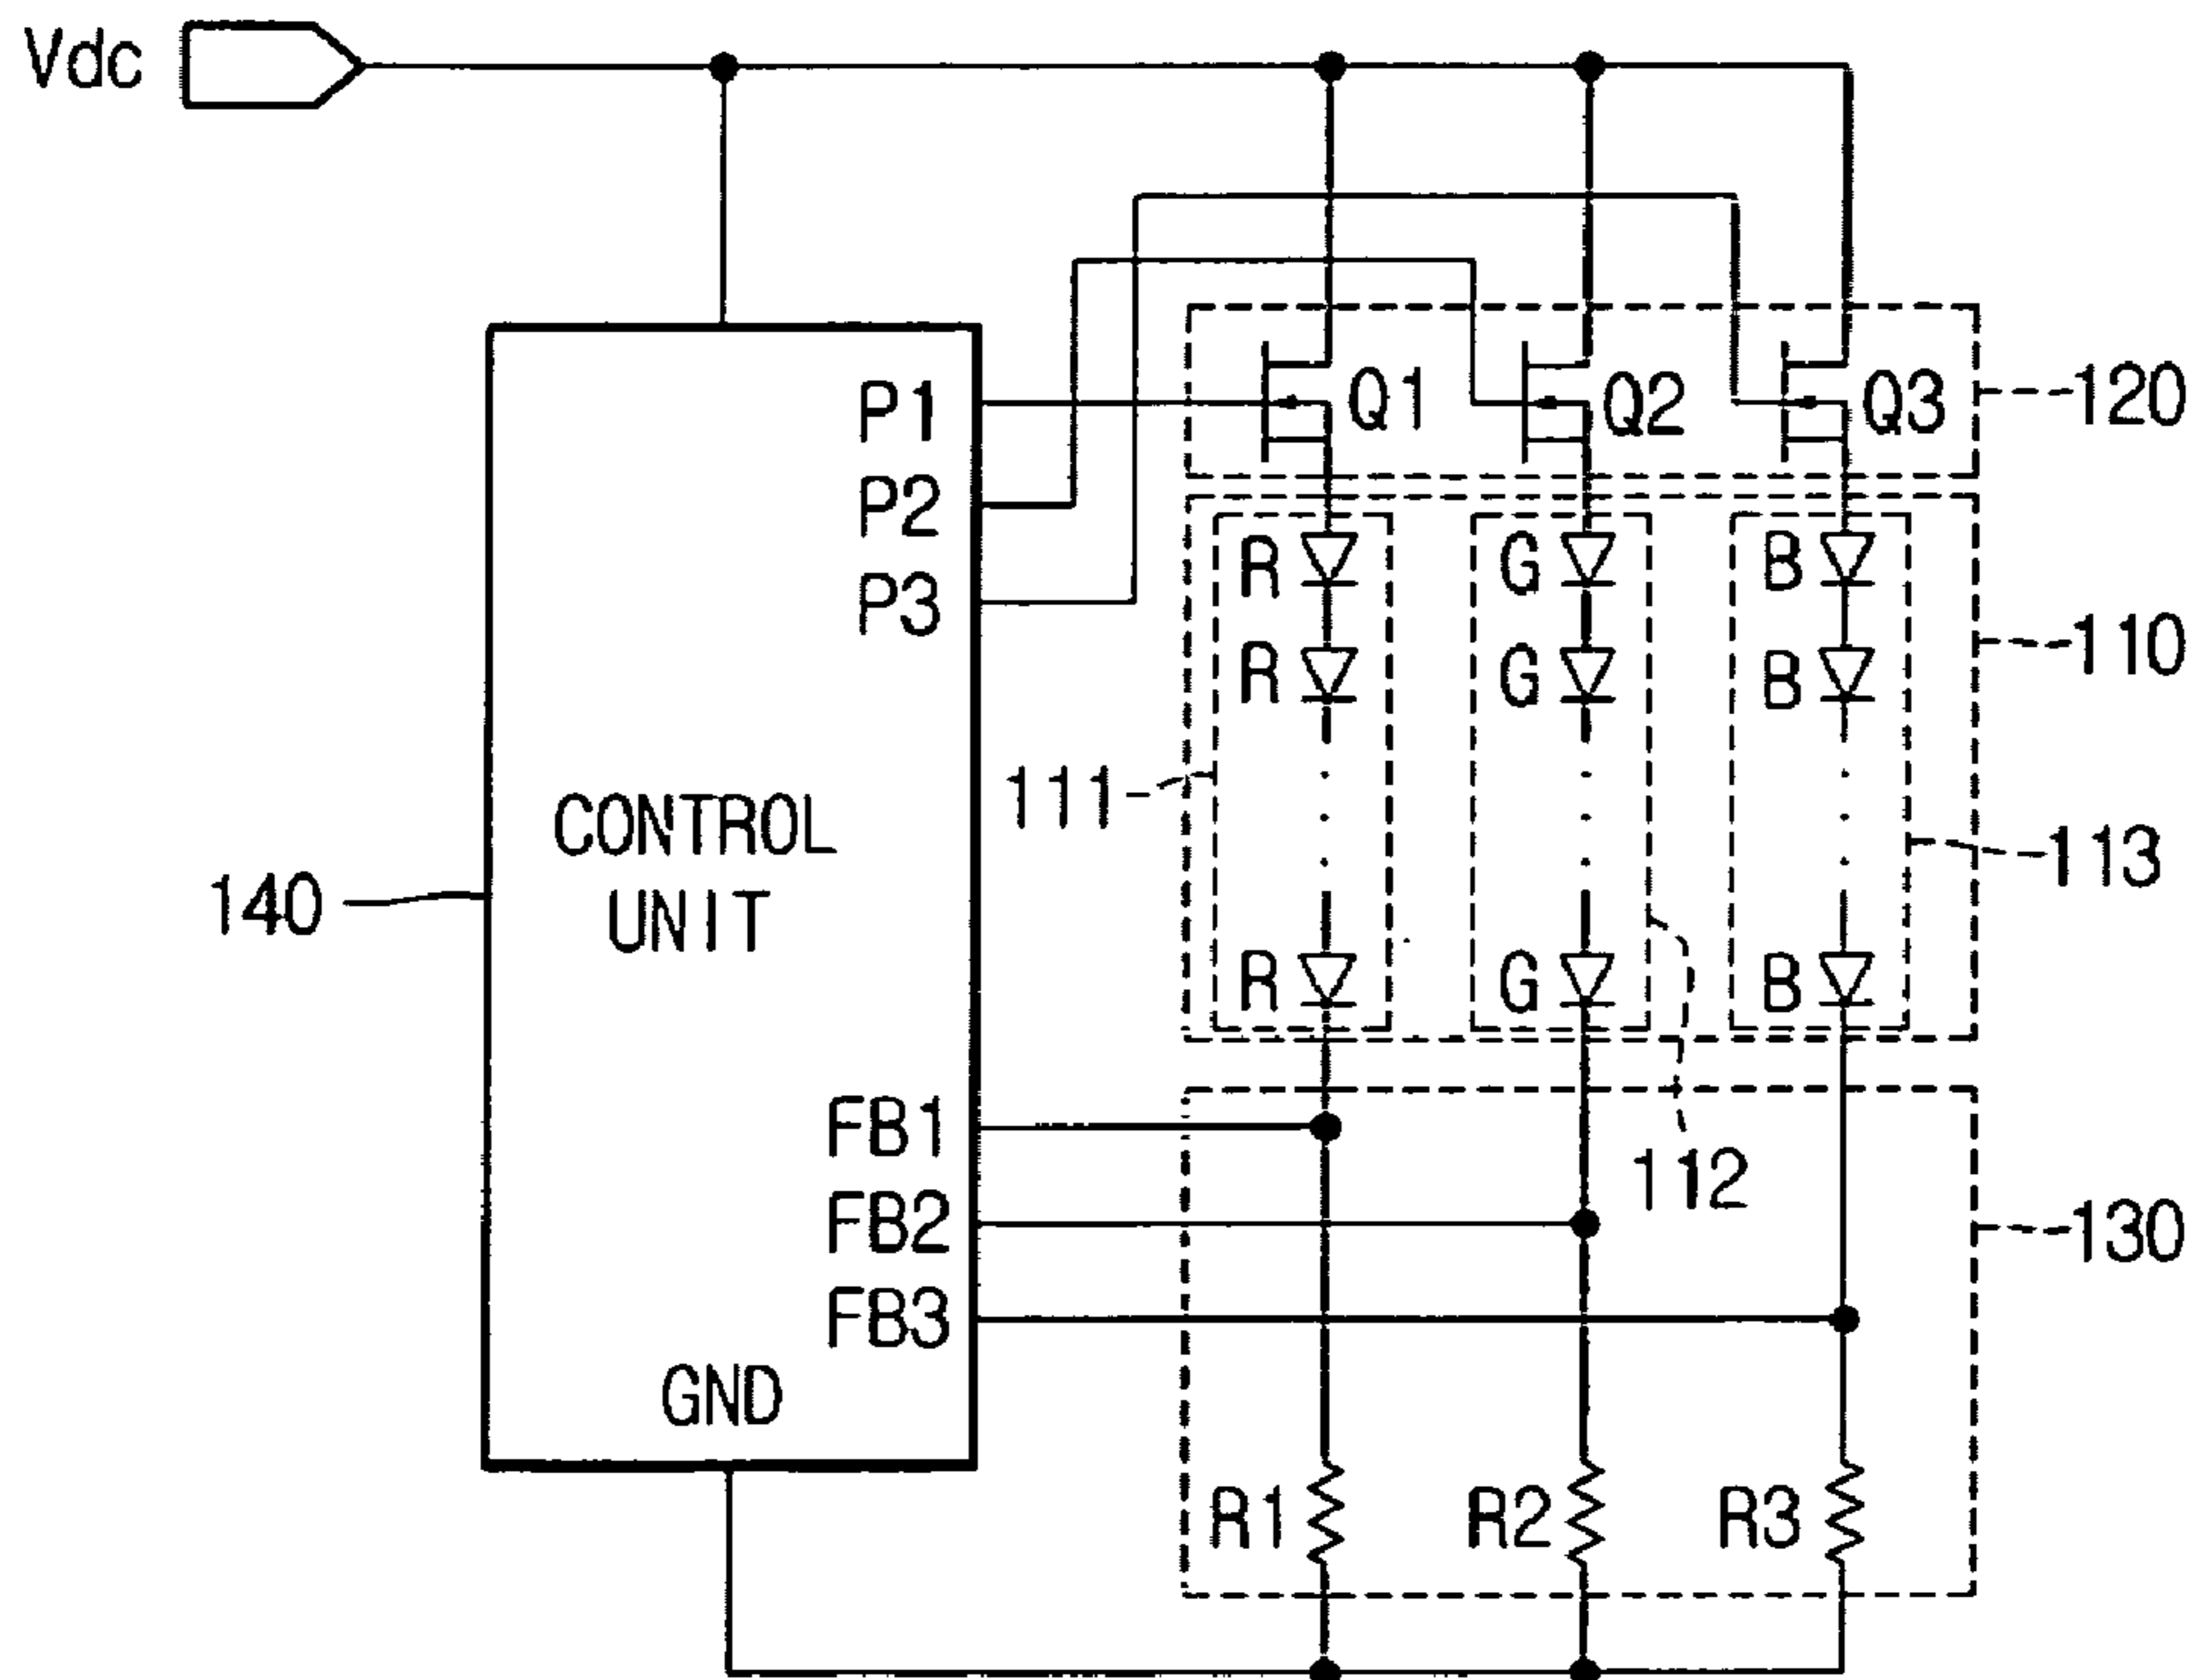 Vdc
P1
Q1
Q2
Q3
120
P2
P3
R
G
B
R
G
B
110
111
CONTROL
UNIT
113
140
R
G
B
FB1
112
FB2
130
FB3
GND
R1
R2
R3